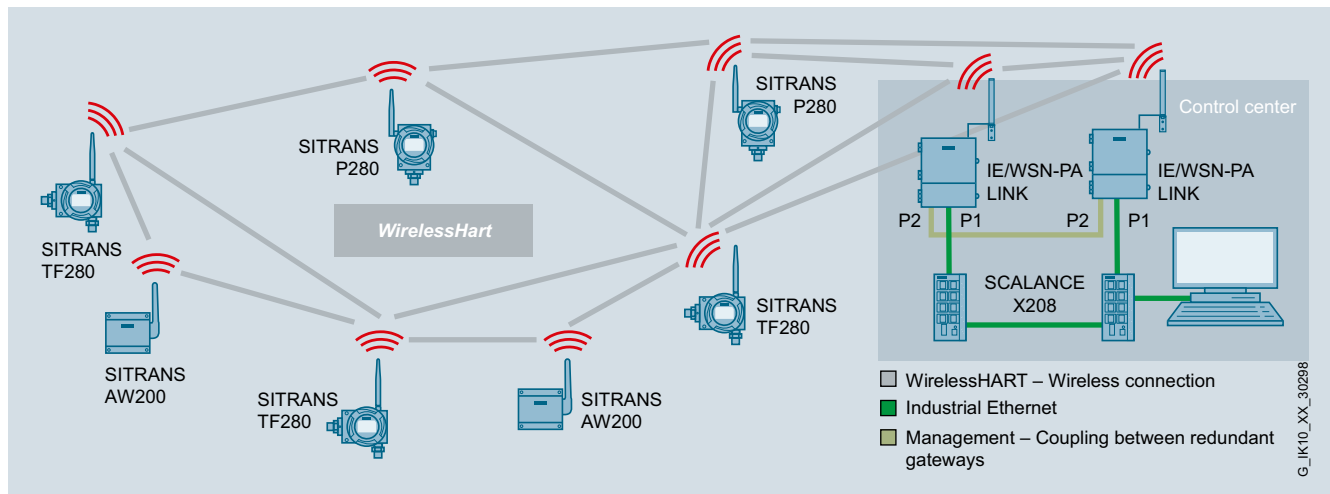 SITRANS
P280
Control center
SITRANS
P280
IE/WSN-PA
LINK
IE/WSN-PA
LINK
P2
P1
P2
P1
WirelessHart
SITRANS
TF280
SCALANCE
X208
SITRANS
TF280
SITRANS
AW200
SITRANS
TF280
SITRANS
AW200
WirelessHART – Wireless connection
Industrial Ethernet
Management – Coupling between redundant
gateways
G_IK10_XX_30298